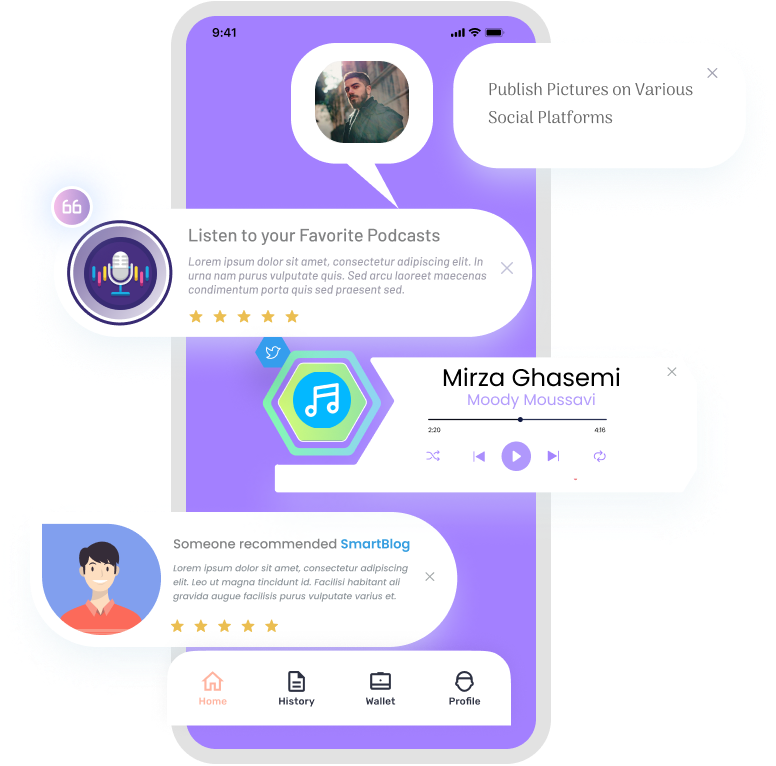 9:41
Publish Pictures on Various
Social Platforms
Listen to your Favorite Podcasts
Lorem ipsum dolor sit amet, consectetur adipiscing elit. In
urna nam purus vulputate quis. Sed arcu laoreet maecenas
condimentum porta quis sed praesent sed.
Mirza Ghasemi
Moody Moussavi
2:20 4:16
Someone recommended SmartBlog
Lorem ipsum dolor sit amet, consectetur adipiscing
elit. Leo ut magna tincidunt id. Facilisi habitant ali
gravida augue facilisis purus vulputate varius et.
Home History Wallet Profile